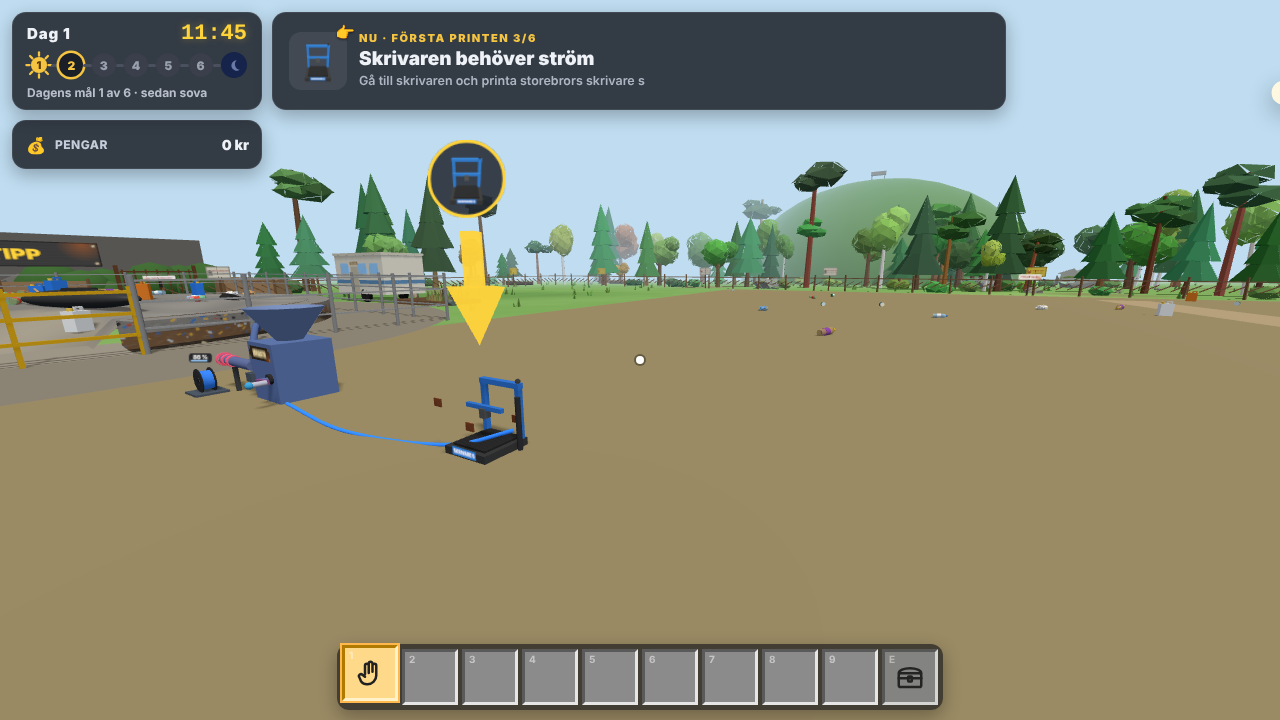 Dag 1
11:45
1
2
3
4
5
6
Dagens mål 1 av 6 · sedan sova
PENGAR
0 kr
NU · FÖRSTA PRINTEN 3/6
Skrivaren behöver ström
Gå till skrivaren och printa storebrors skrivare s
TIPP
1
2
3
4
5
6
7
8
9
E